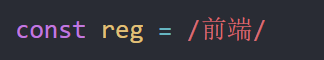 const reg = /前端/